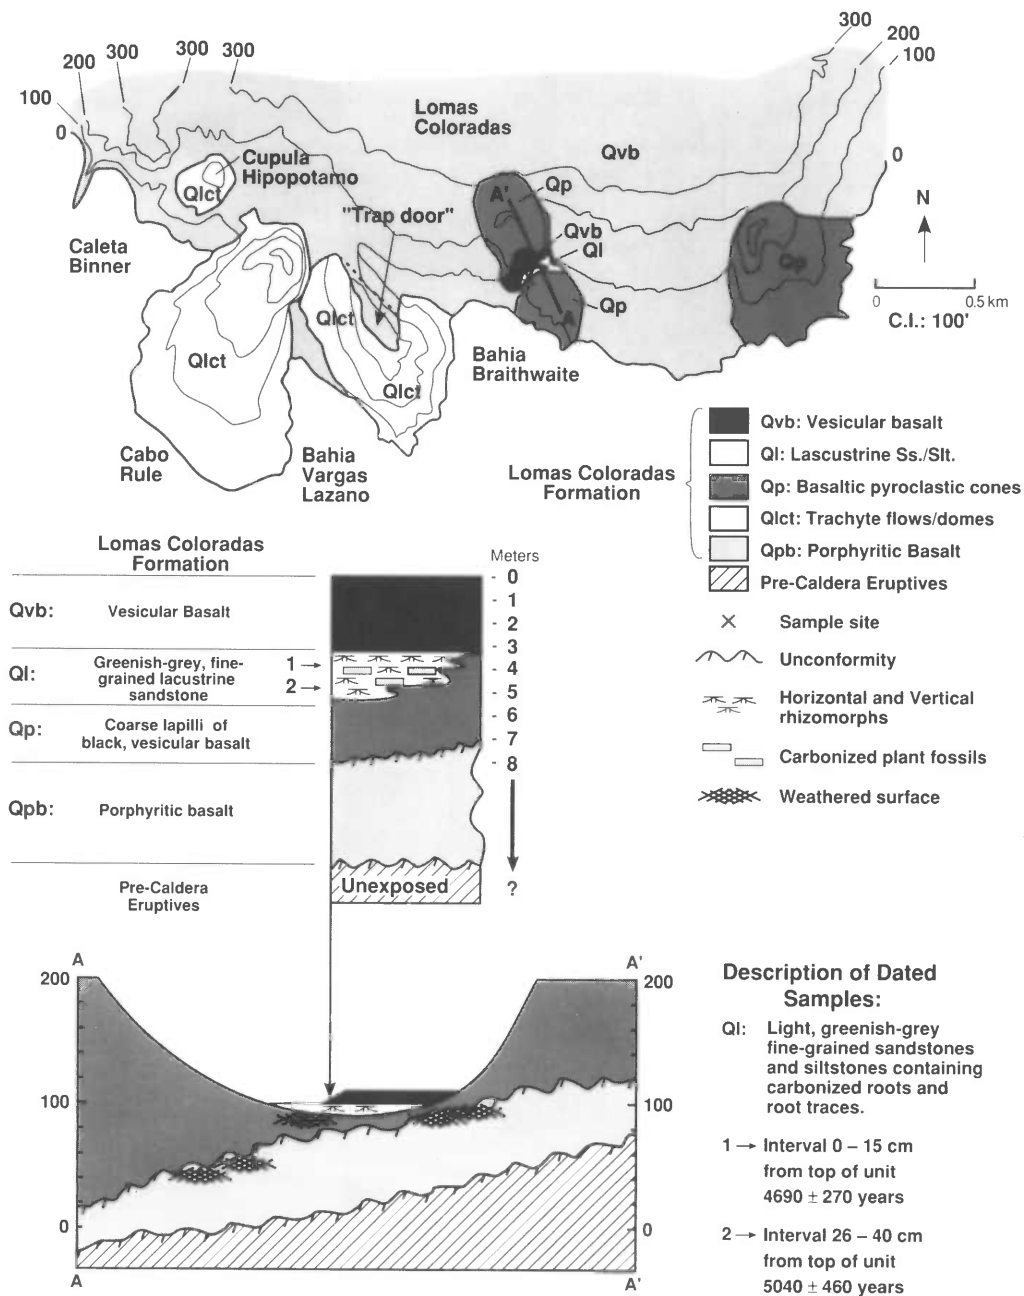 300
300
300
200
100
0
300
200
100
0
Lomas
Coloradas
Qvb
Cupula
Hipopotamo
Qlct
A'
Qp
"Trap door"
Qvb
Ql
N
Caleta
Binner
Qp
Qlct
Qp
A
0
0.5 km
C.I.: 100'
Qlct
Qlct
Bahia
Braithwaite
Cabo
Rule
Bahia
Vargas
Lazano
Lomas Coloradas
Formation
Qvb: Vesicular basalt
Ql: Lascustrine Ss./Slt.
Qp: Basaltic pyroclastic cones
Qlct: Trachyte flows/domes
Qpb: Porphyritic Basalt
Pre-Caldera Eruptives
Sample site
Unconformity
Horizontal and Vertical
rhizomorphs
Carbonized plant fossils
Weathered surface
Lomas Coloradas
Formation
Meters
- 0
- 1
- 2
- 3
- 4
- 5
- 6
- 7
- 8
?
Qvb: Vesicular Basalt
Ql: Greenish-grey, fine-
grained lacustrine
sandstone
1 →
2 →
Qp: Coarse lapilli of
black, vesicular basalt
Qpb: Porphyritic basalt
Pre-Caldera
Eruptives
Unexposed
A
A'
200
100
0
200
100
0
A
A'
Description of Dated
Samples:
Ql: Light, greenish-grey
fine-grained sandstones
and siltstones containing
carbonized roots and
root traces.
1 → Interval 0 – 15 cm
from top of unit
4690 ± 270 years
2 → Interval 26 – 40 cm
from top of unit
5040 ± 460 years